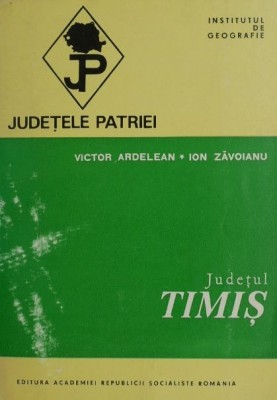 INSTITUTUL
DE
GEOGRAFIE
JP
JUDEȚELE PATRIEI
VICTOR ARDELEAN • ION ZĂVOIANU
Județul
TIMIȘ
EDITURA ACADEMIEI REPUBLICII SOCIALISTE ROMÂNIA